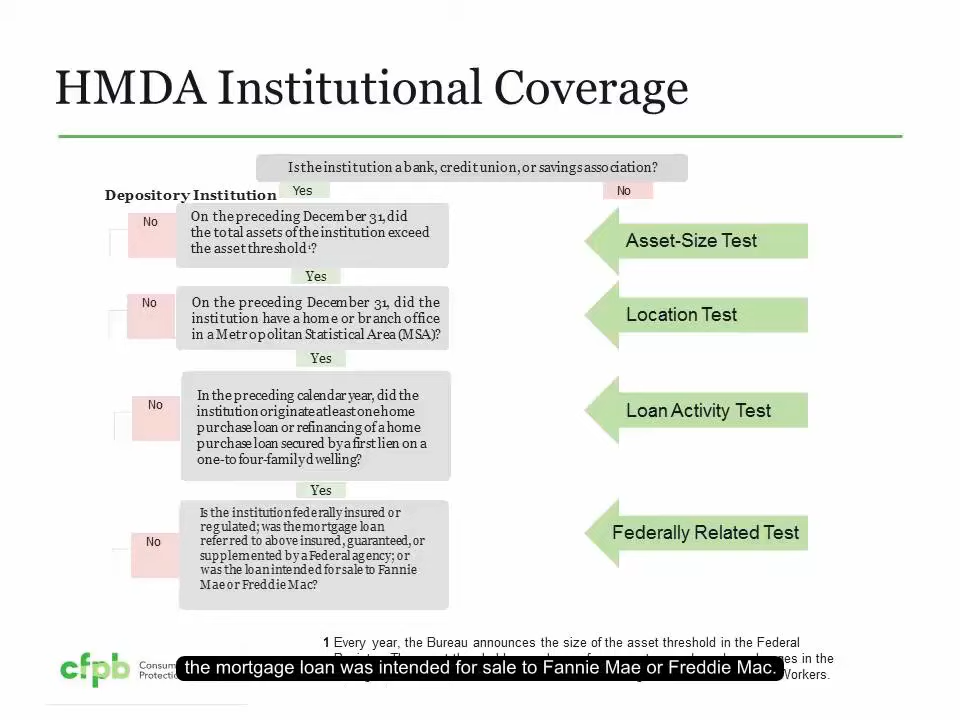 HMDA Institutional Coverage
Is the institution a bank, credit union, or savings association?
Yes
No
Depository Institution
No
On the preceding December 31, did
the total assets of the institution exceed
the asset threshold¹?
Asset-Size Test
Yes
No
On the preceding December 31, did the
institution have a home or branch office
in a Metropolitan Statistical Area (MSA)?
Location Test
Yes
No
In the preceding calendar year, did the
institution originate at least one home
purchase loan or refinancing of a home
purchase loan secured by a first lien on a
one-to four-family dwelling?
Loan Activity Test
Yes
No
Is the institution federally insured or
regulated; was the mortgage loan
referred to above insured, guaranteed, or
supplemented by a Federal agency; or
was the loan intended for sale to Fannie
Mae or Freddie Mac?
Federally Related Test
1 Every year, the Bureau announces the size of the asset threshold in the Federal
in the
Workers.
cfpb
the mortgage loan was intended for sale to Fannie Mae or Freddie Mac.